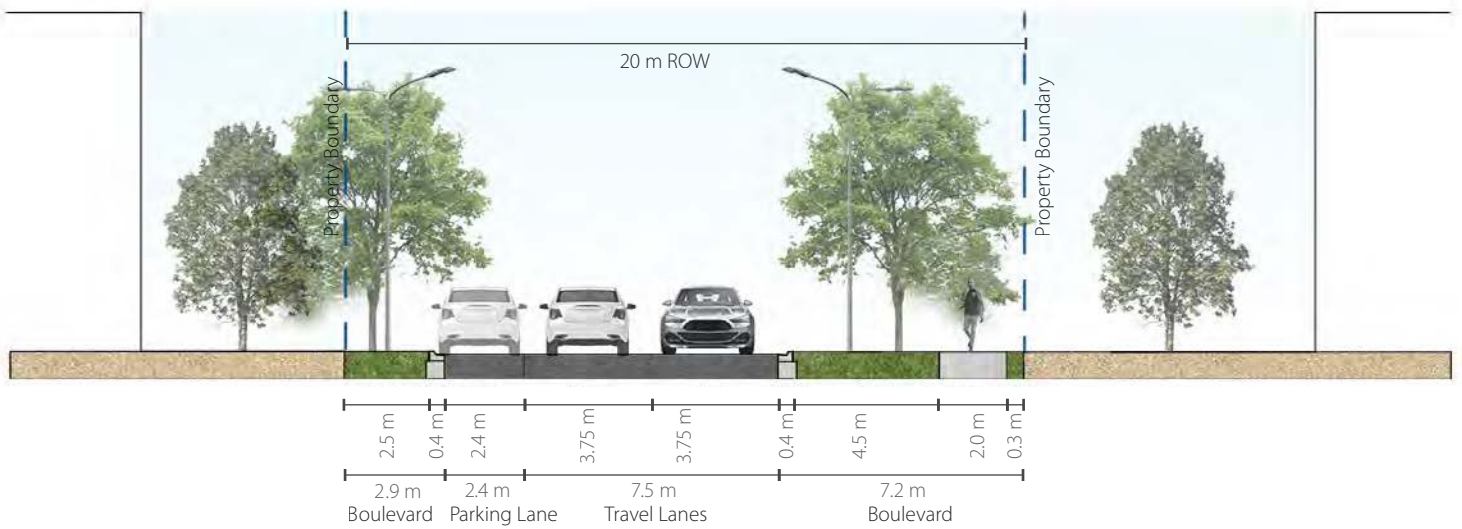 20 m ROW
Property Boundary
Property Boundary
2.5 m
0.4 m
2.4 m
3.75 m
3.75 m
0.4 m
4.5 m
2.0 m
0.3 m
2.9 m
Boulevard
2.4 m
Parking Lane
7.5 m
Travel Lanes
7.2 m
Boulevard